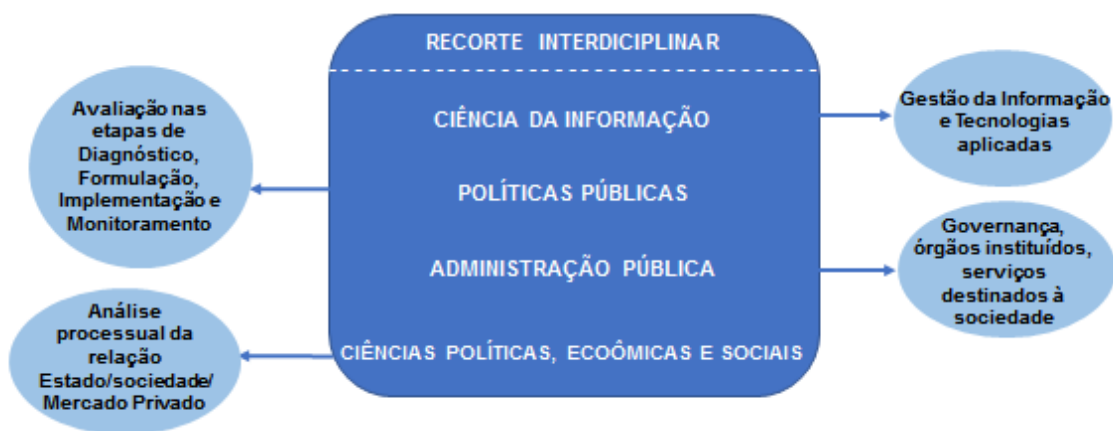 RECORTE INTERDICIPLINAR
CIÊNCIA DA INFORMAÇÃO
POLÍTICAS PÚBLICAS
ADMINISTRAÇÃO PÚBLICA
CIÊNCIAS POLÍTICAS, ECOÔMICAS E SOCIAIS
Avaliação nas
etapas de
Diagnóstico,
Formulação,
Implementação e
Monitoramento
Análise
processual da
relação
Estado/sociedade/
Mercado Privado
Gestão da Informação
e Tecnologias
aplicadas
Governança,
órgãos instituídos,
serviços
destinados à
sociedade